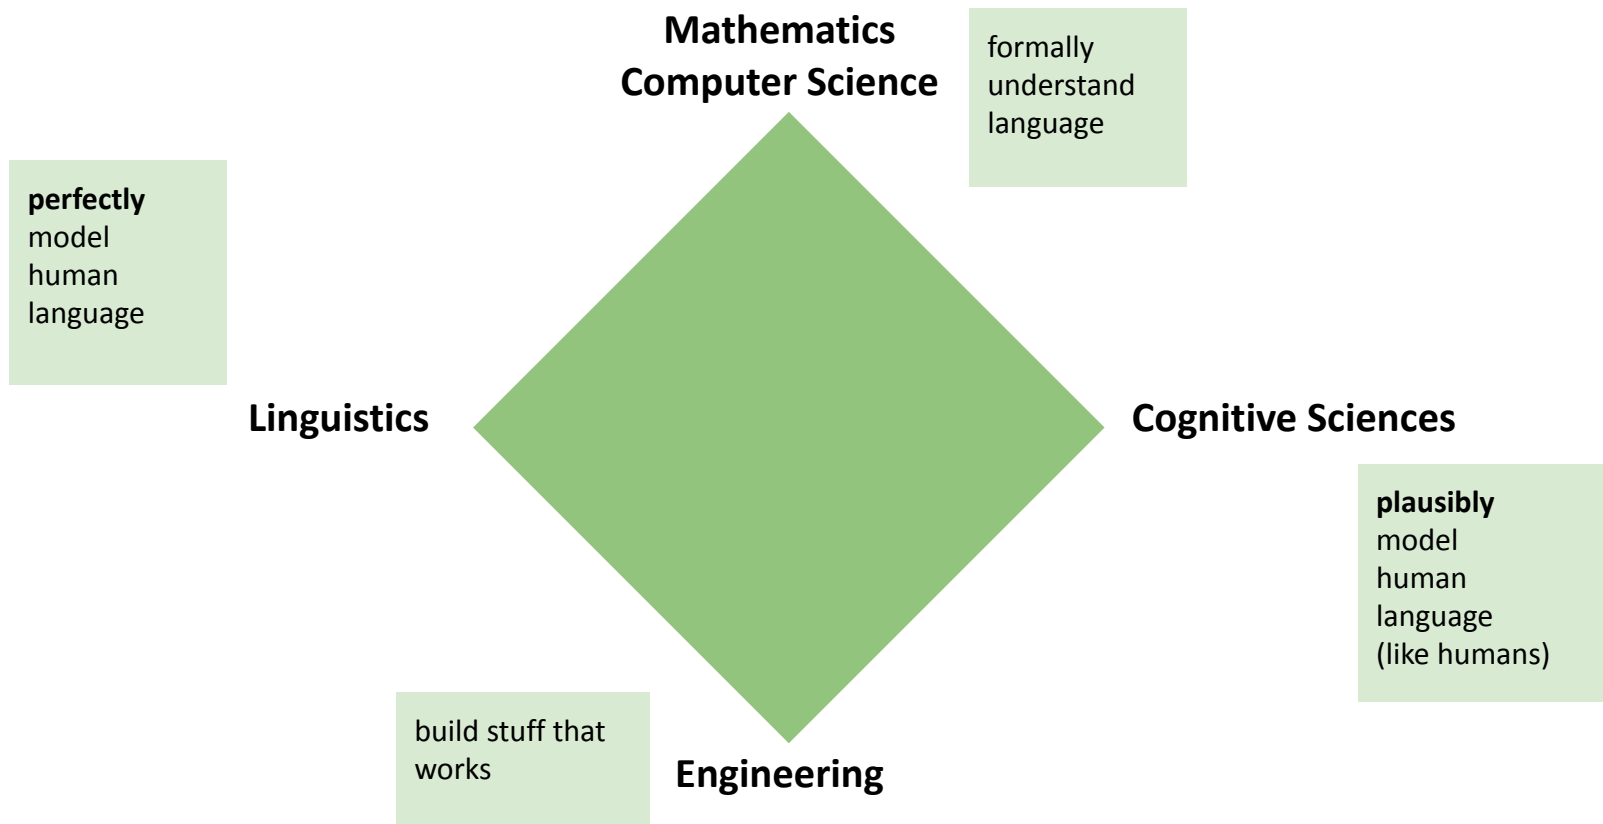 Mathematics
Computer Science
formally
understand
language
perfectly
model
human
language
Linguistics
Cognitive Sciences
plausibly
model
human
language
(like humans)
build stuff that
works
Engineering